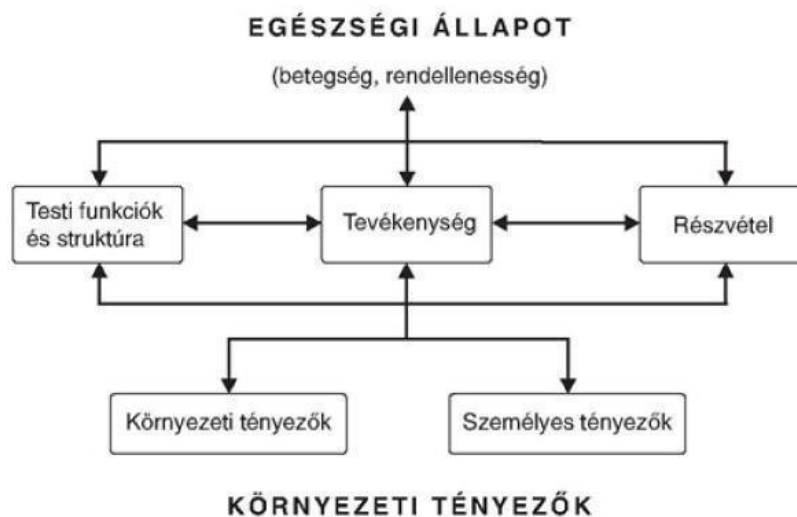 EGÉSZSÉGI ÁLLAPOT
(betegség, rendellenesség)
Testi funkciók
és struktúra
Tevékenység
Részvétel
Környezeti tényezők
Személyes tényezők
KÖRNYEZETI TÉNYEZŐK